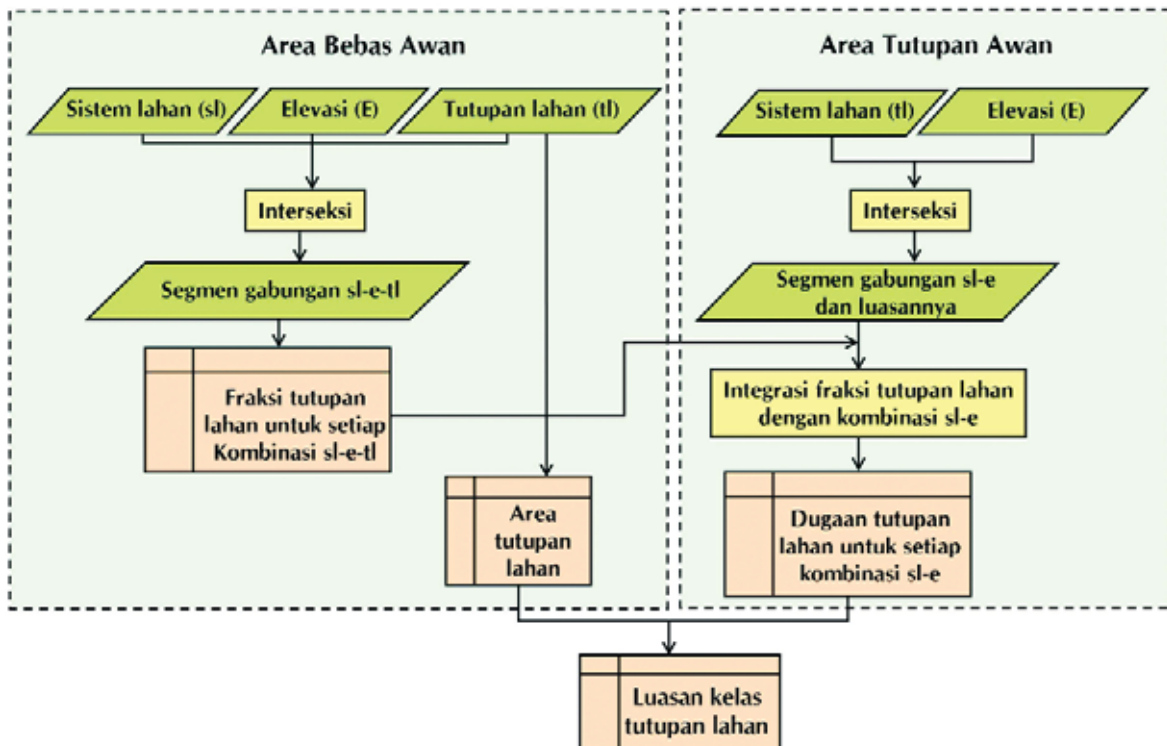 Area Bebas Awan
Sistem lahan (sl)
Elevasi (E)
Tutupan lahan (tl)
Interseksi
Segmen gabungan sl-e-tl
Fraksi tutupan
lahan untuk setiap
Kombinasi sl-e-tl
Area
tutupan
lahan
Area Tutupan Awan
Sistem lahan (tl)
Elevasi (E)
Interseksi
Segmen gabungan sl-e
dan luasannya
Integrasi fraksi tutupan lahan
dengan kombinasi sl-e
Dugaan tutupan
lahan untuk setiap
kombinasi sl-e
Luasan kelas
tutupan lahan